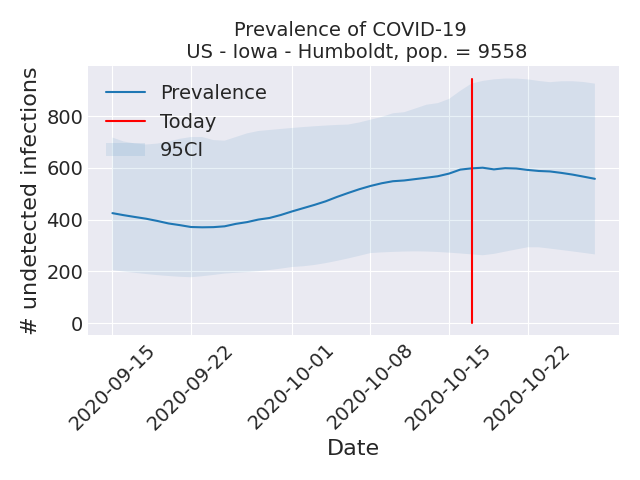 Prevalence of COVID-19
US - Iowa - Humboldt, pop. = 9558
# undetected infections
800
600
400
200
0
Prevalence
Today
95CI
2020-09-15
2020-09-22
2020-10-01
2020-10-08
2020-10-15
2020-10-22
Date